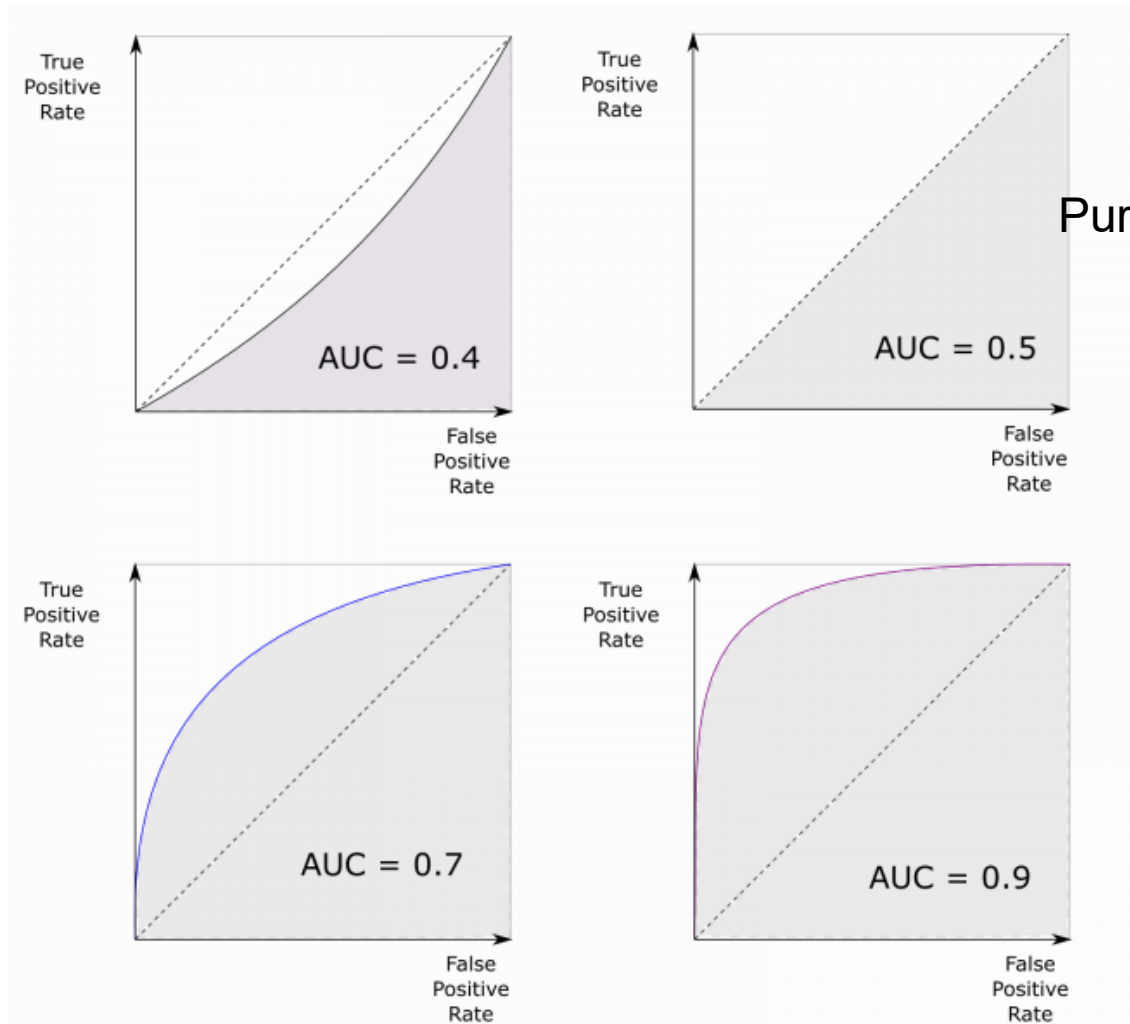 True
Positive
Rate
AUC = 0.4
False
Positive
Rate
True
Positive
Rate
Pur
AUC = 0.5
False
Positive
Rate
True
Positive
Rate
AUC = 0.7
False
Positive
Rate
True
Positive
Rate
AUC = 0.9
False
Positive
Rate